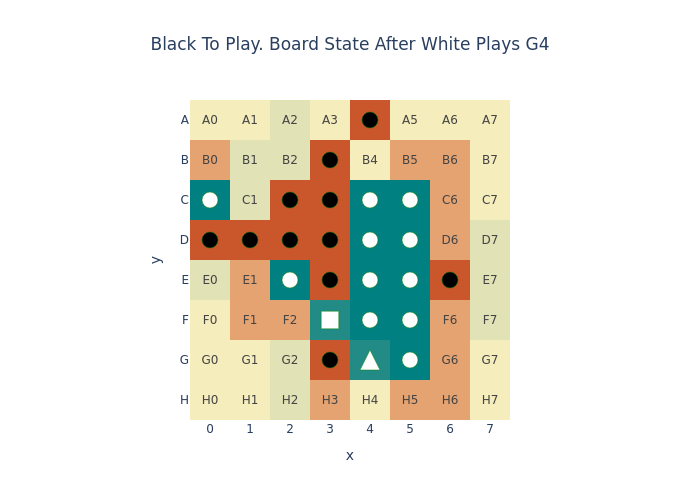 Black To Play. Board State After White Plays G4
A A0 A1 A2 A3 A5 A6 A7
B B0 B1 B2 B4 B5 B6 B7
C C1 C6 C7
D D6 D7
y
E E0 E1 E7
F F0 F1 F2 F6 F7
G G0 G1 G2 G6 G7
H H0 H1 H2 H3 H4 H5 H6 H7
0 1 2 3 4 5 6 7
x